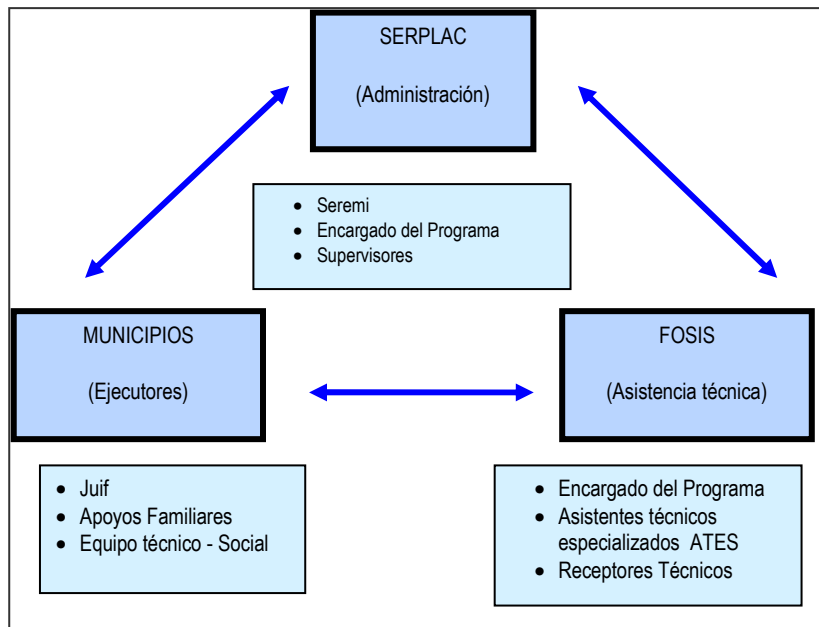 SERPLAC
(Administración)
• Seremi
• Encargado del Programa
• Supervisores
MUNICIPIOS
(Ejecutores)
FOSIS
(Asistencia técnica)
• Juif
• Apoyos Familiares
• Equipo técnico - Social
• Encargado del Programa
• Asistentes técnicos
especializados ATES
• Receptores Técnicos